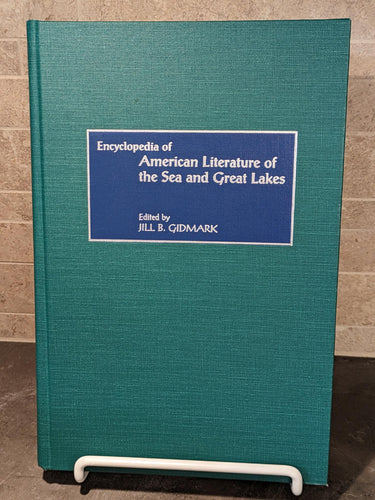 Encyclopedia of
American Literature of
the Sea and Great Lakes
Edited by
JILL B. GIDMARK